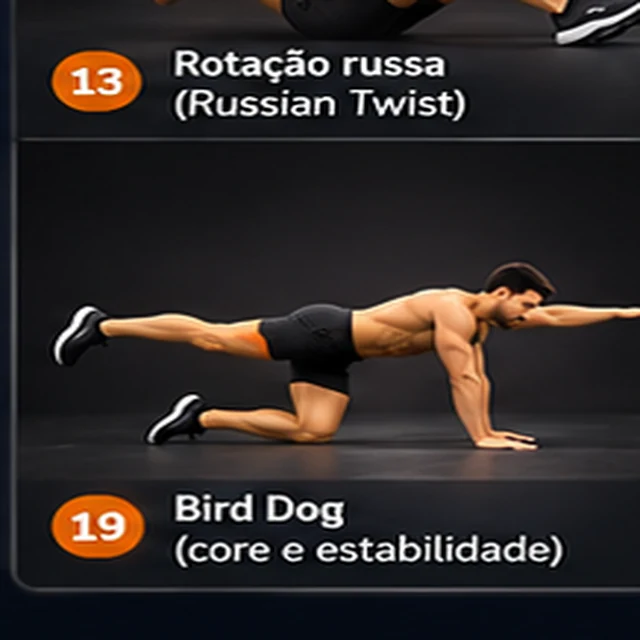 13
Rotação russa
(Russian Twist)
19
Bird Dog
(core e estabilidade)